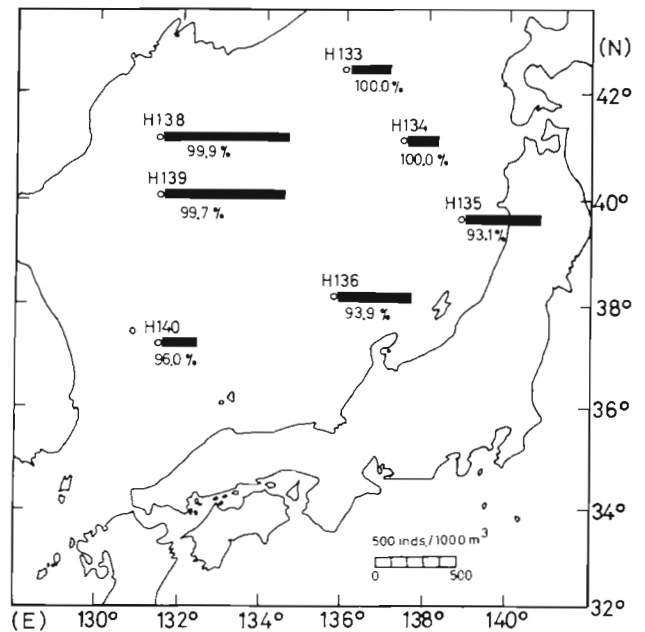 (N)
H133
100.0%
42°
H138
99.9 %
H134
100.0 %
H139
99.7 %
40°
H135
93.1%
H136
93.9 %
38°
H140
96.0 %
36°
34°
500 inds./1000 m³
0 500
32°
(E) 130° 132° 134° 136° 138° 140°